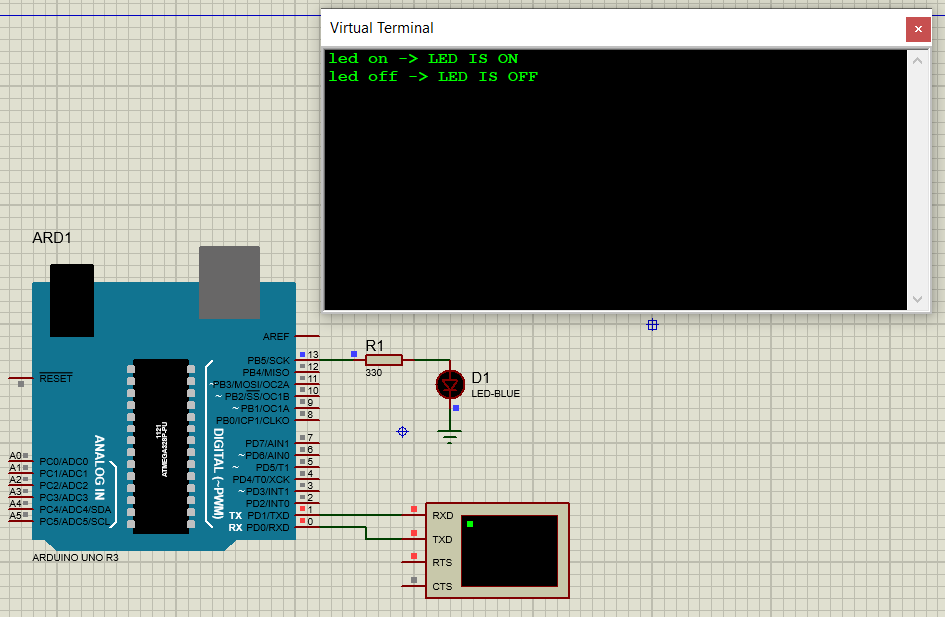 Virtual Terminal
led on -> LED IS ON
led off -> LED IS OFF
ARD1
AREF
PB5/SCK 13
PB4/MISO 12
~PB3/MOSI/OC2A 11
~PB2/SS/OC1B 10
~PB1/OC1A 9
PB0/ICP1/CLKO 8
PD7/AIN1 7
~PD6/AIN0 6
~PD5/T1 5
PD4/T0/XCK 4
~PD3/INT1 3
PD2/INT0 2
TX PD1/TXD 1
RX PD0/RXD 0
RESET
A0 PC0/ADC0
A1 PC1/ADC1
A2 PC2/ADC2
A3 PC3/ADC3
A4 PC4/ADC4/SDA
A5 PC5/ADC5/SCL
ANALOG IN
1121
ATMEGA328P-PU
DIGITAL (~PWM)
ARDUINO UNO R3
R1
330
D1
LED-BLUE
RXD
TXD
RTS
CTS